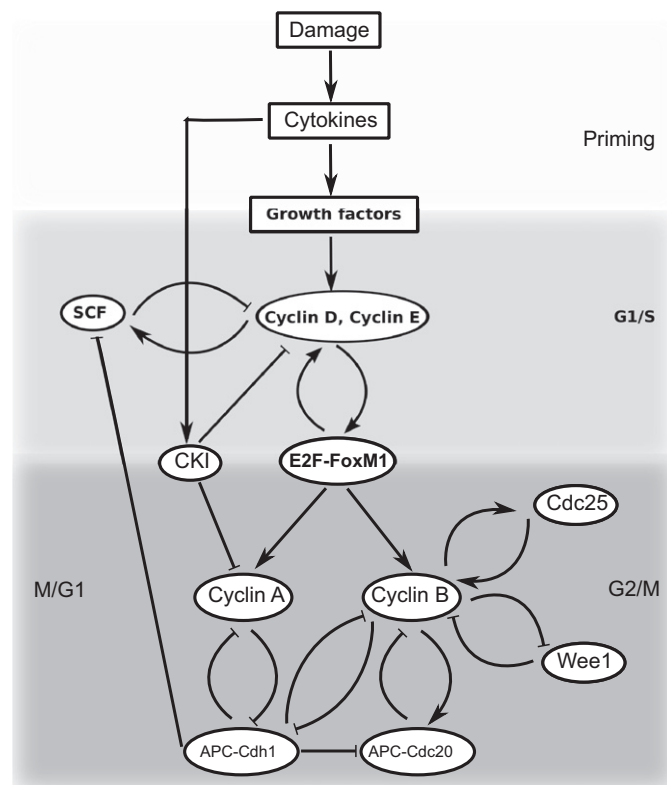 Damage
Cytokines
Priming
Growth factors
SCF
Cyclin D, Cyclin E
G1/S
CKI
E2F-FoxM1
Cdc25
M/G1
Cyclin A
Cyclin B
G2/M
Wee1
APC-Cdh1
APC-Cdc20